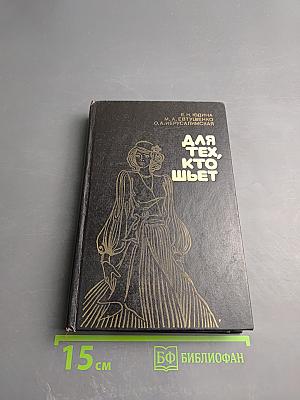 Е.Н. ЮДИНА
М.А. ЕВТУШЕНКО
О.А. ИЕРУСАЛИМСКАЯ
ДЛЯ
ТЕХ,
КТО
ШЬЕТ
15 см
БФ БИБЛИОФАН